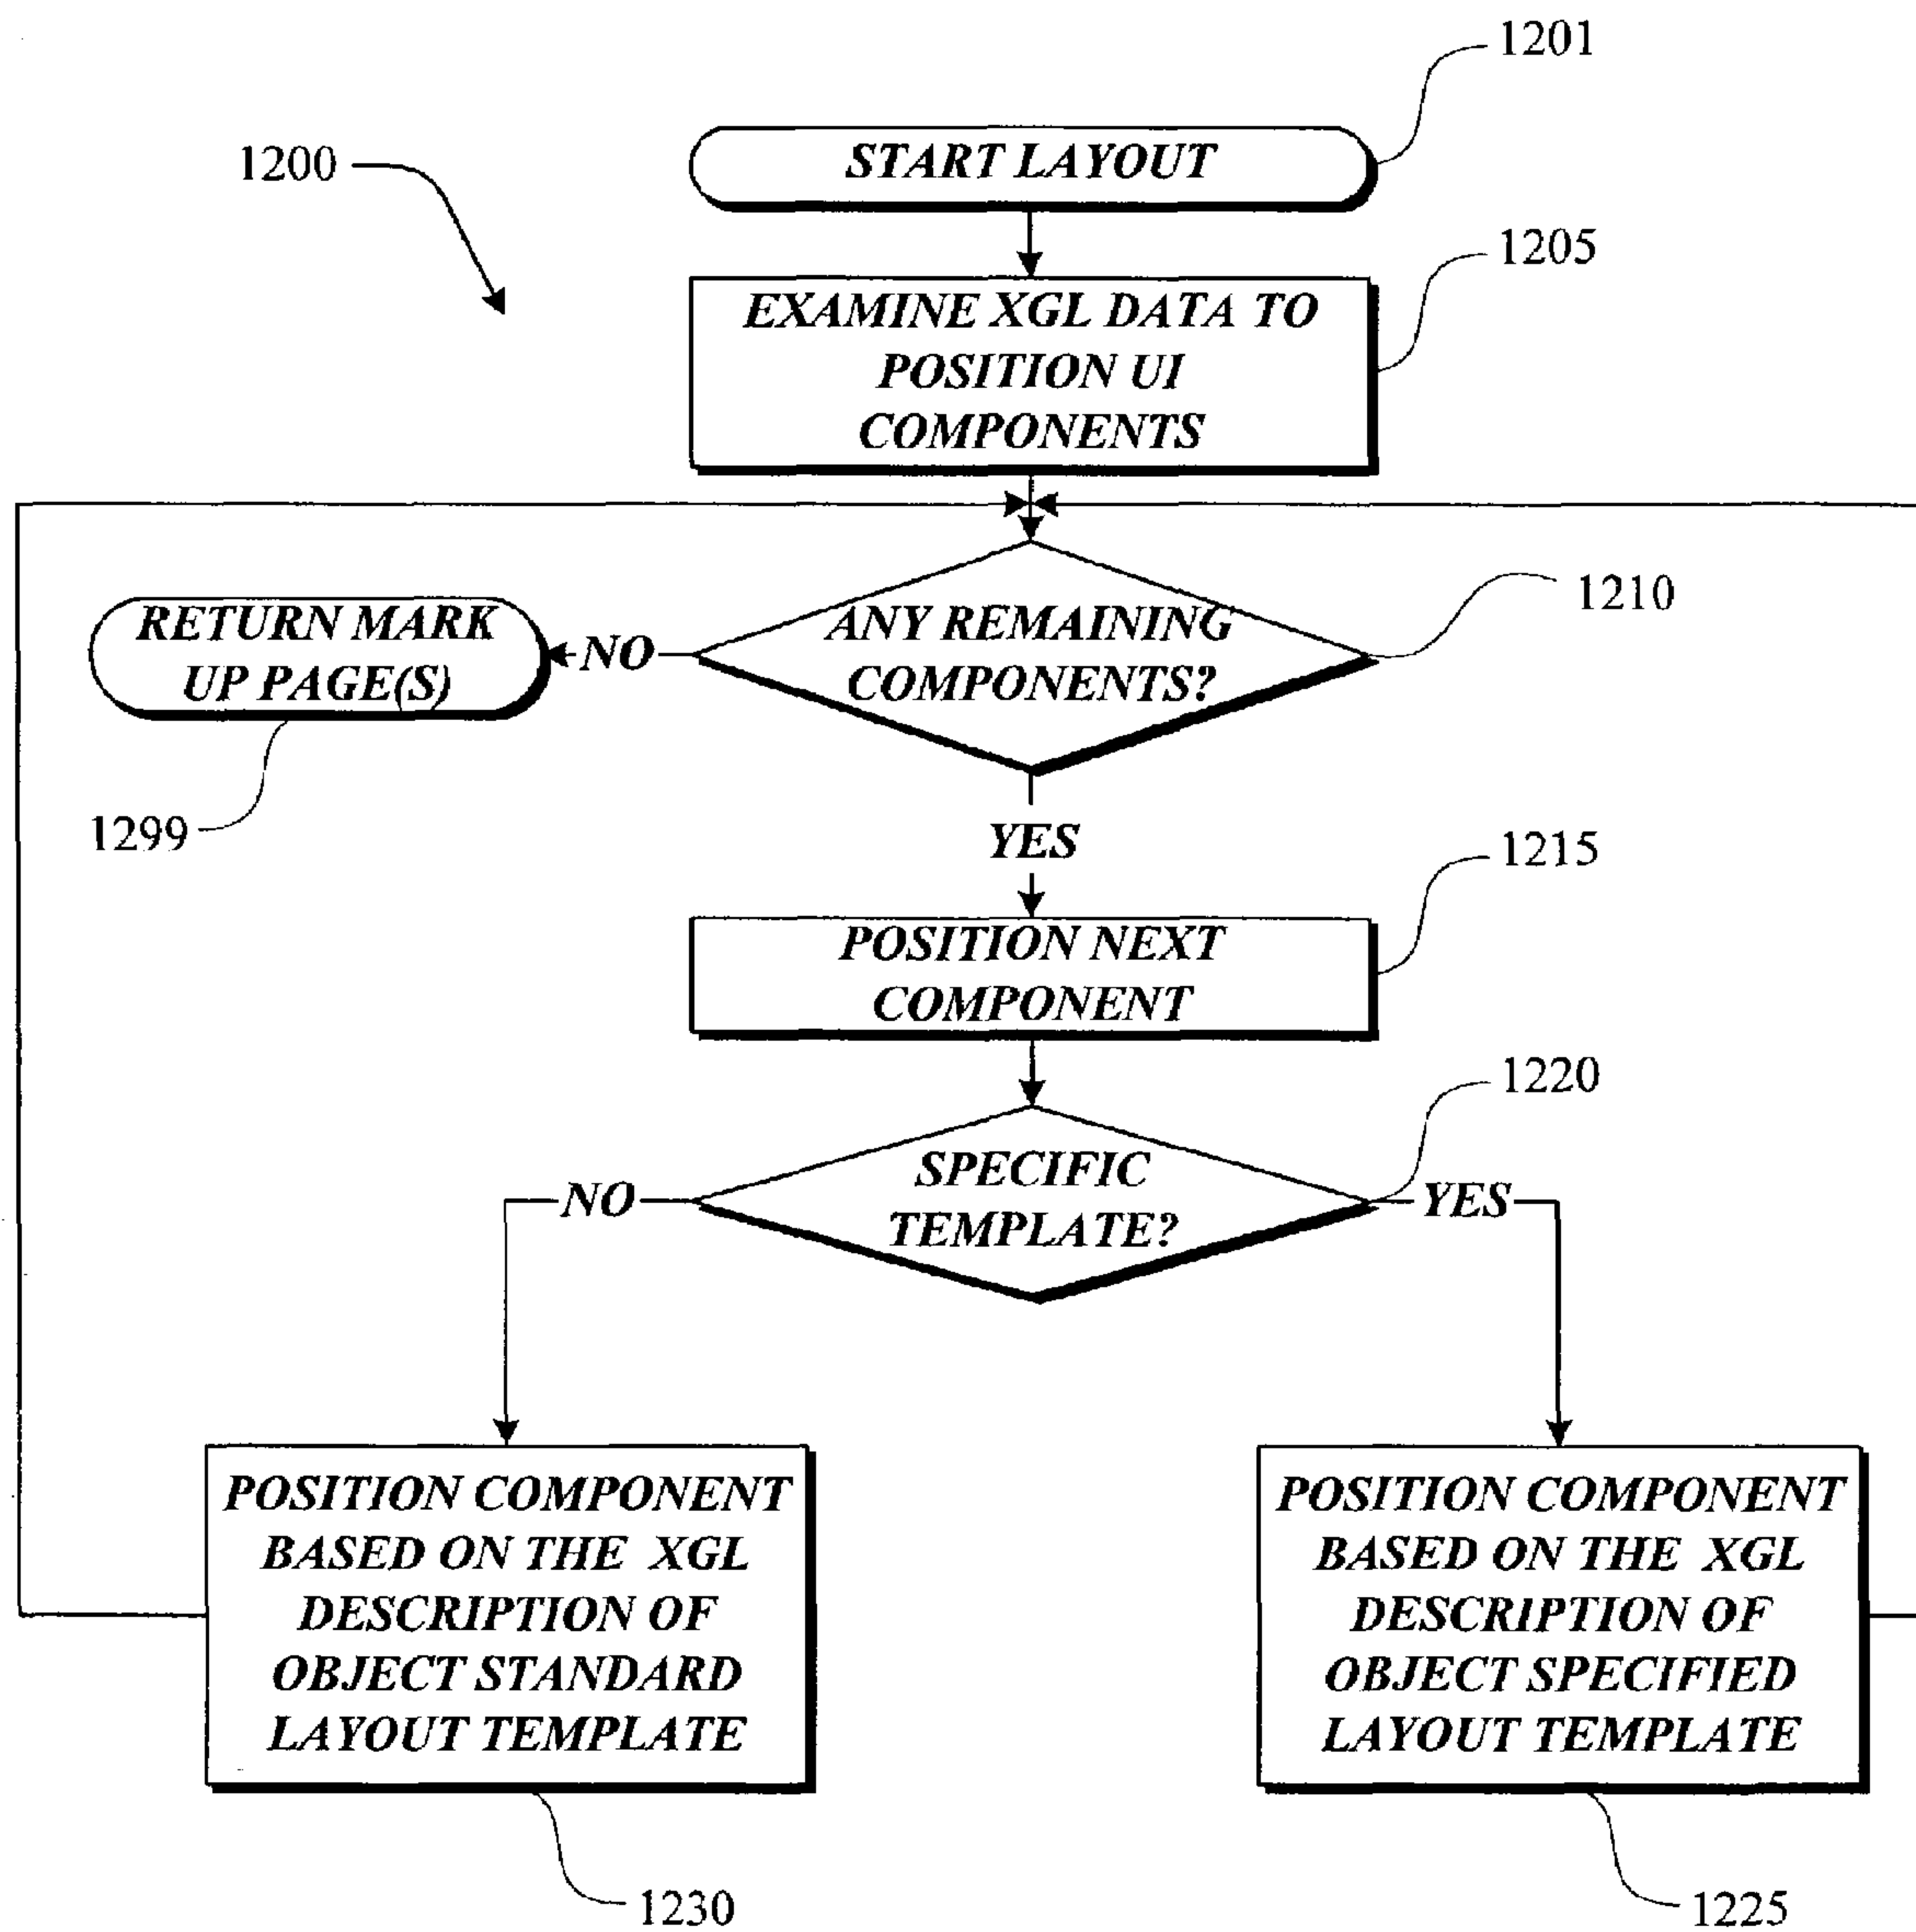 1201
START LAYOUT
1200
1205
EXAMINE XGL DATA TO
POSITION UI
COMPONENTS
1210
ANY REMAINING
COMPONENTS?
NO
RETURN MARK
UP PAGE(S)
1299
YES
1215
POSITION NEXT
COMPONENT
1220
SPECIFIC
TEMPLATE?
NO
YES
POSITION COMPONENT
BASED ON THE XGL
DESCRIPTION OF
OBJECT STANDARD
LAYOUT TEMPLATE
1230
POSITION COMPONENT
BASED ON THE XGL
DESCRIPTION OF
OBJECT SPECIFIED
LAYOUT TEMPLATE
1225